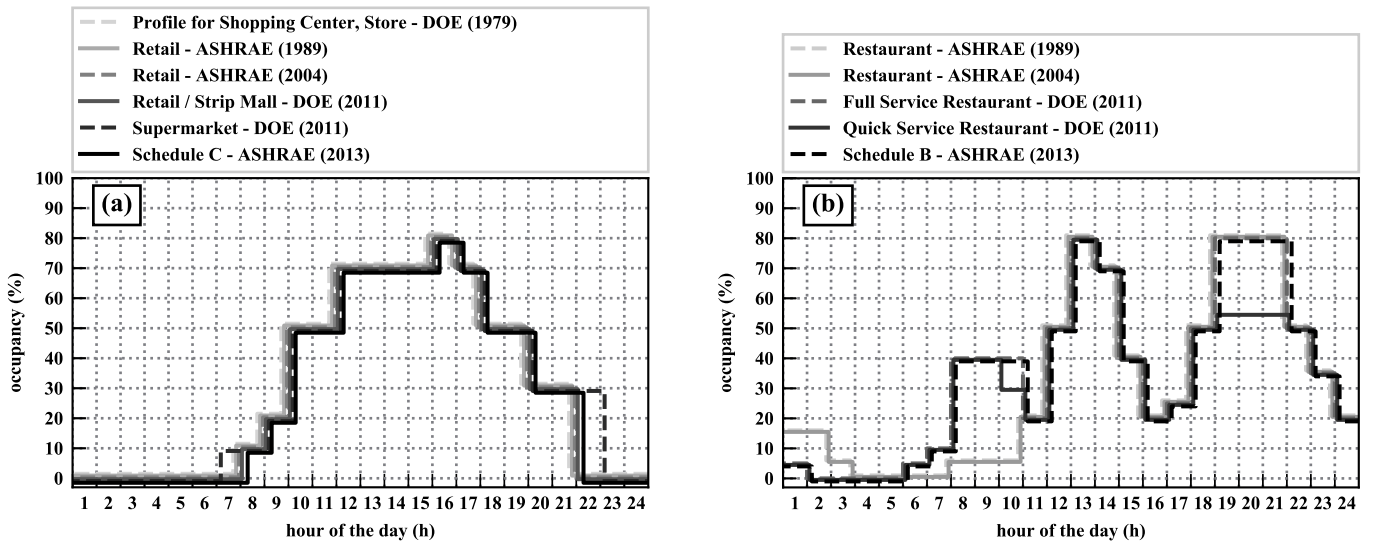 Profile for Shopping Center, Store - DOE (1979)
Retail - ASHRAE (1989)
Retail - ASHRAE (2004)
Retail / Strip Mall - DOE (2011)
Supermarket - DOE (2011)
Schedule C - ASHRAE (2013)
(a)
100
90
80
70
60
50
40
30
20
10
0
occupancy (%)
1 2 3 4 5 6 7 8 9 10 11 12 13 14 15 16 17 18 19 20 21 22 23 24
hour of the day (h)
Restaurant - ASHRAE (1989)
Restaurant - ASHRAE (2004)
Full Service Restaurant - DOE (2011)
Quick Service Restaurant - DOE (2011)
Schedule B - ASHRAE (2013)
(b)
100
90
80
70
60
50
40
30
20
10
0
occupancy (%)
1 2 3 4 5 6 7 8 9 10 11 12 13 14 15 16 17 18 19 20 21 22 23 24
hour of the day (h)